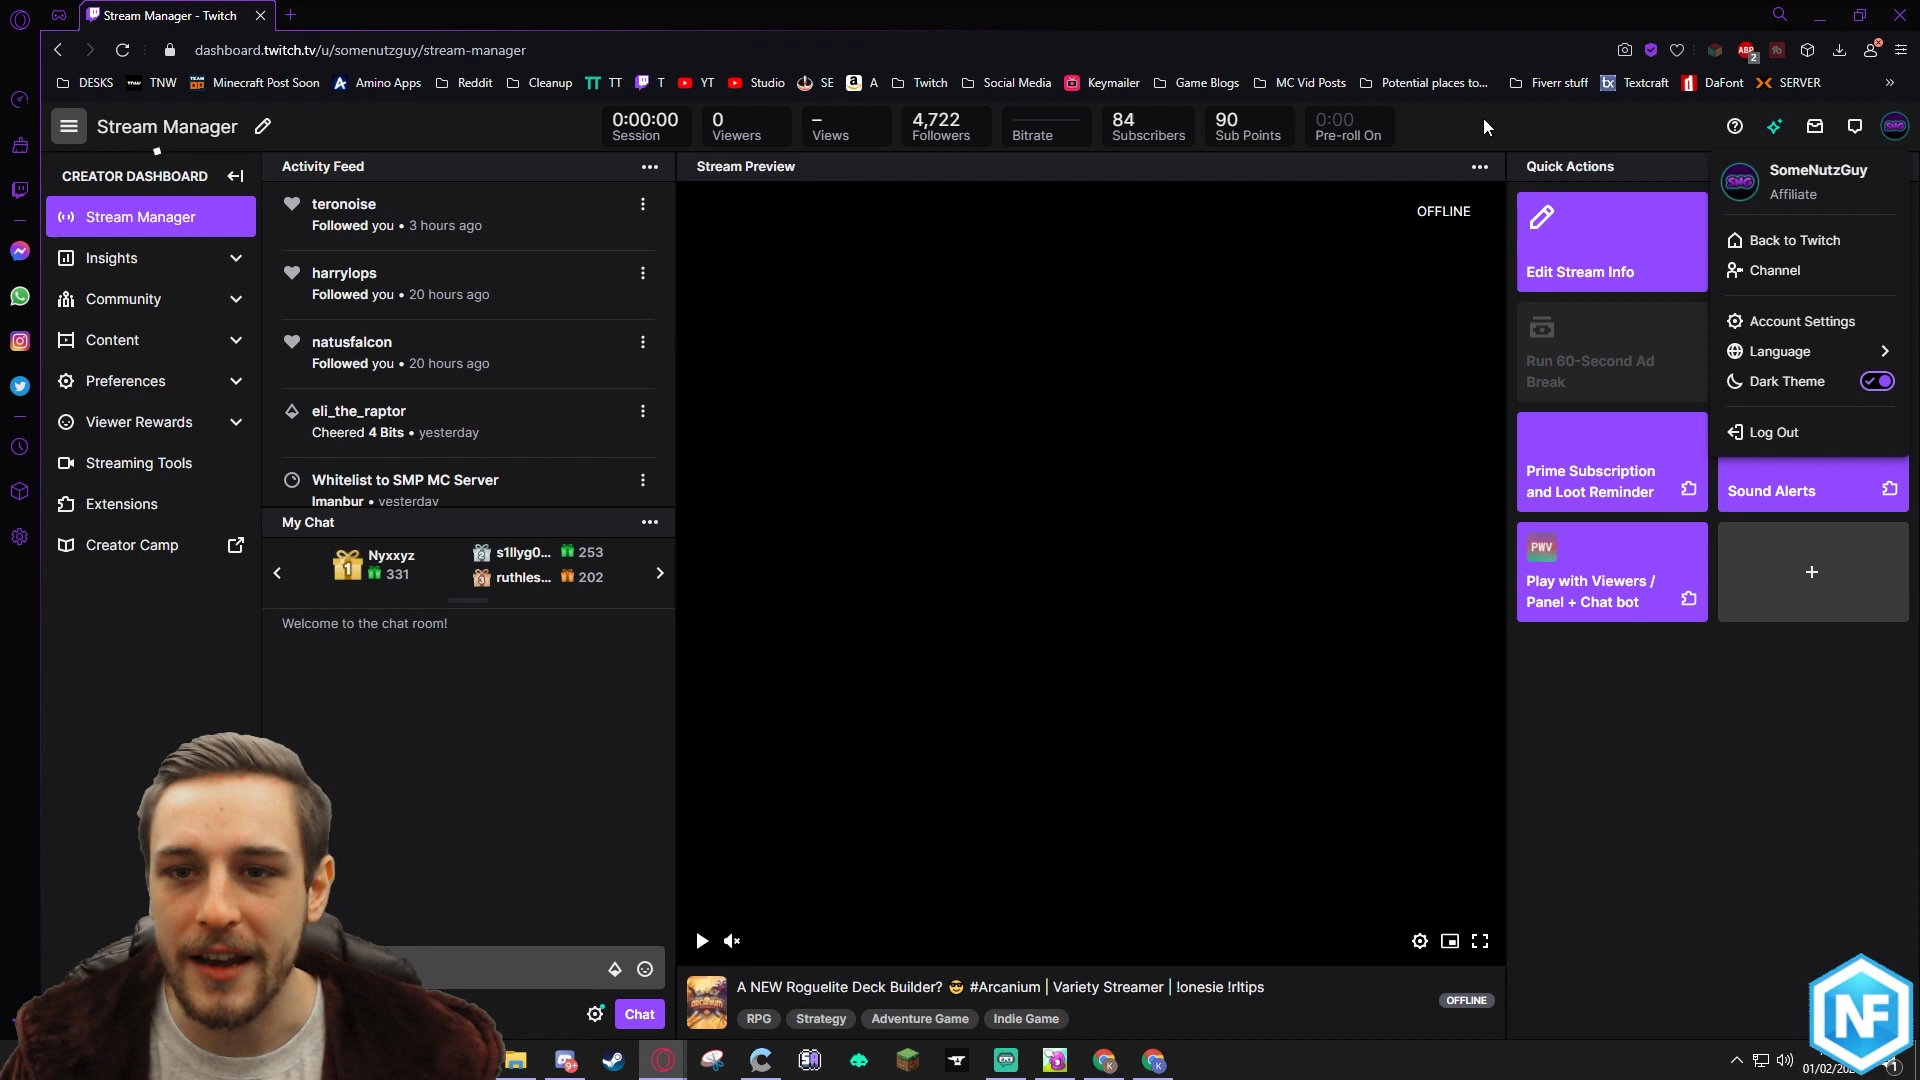 Stream Manager - Twitch
dashboard.twitch.tv/u/somenutzguy/stream-manager
ABP
2
DESKS
TNW
Minecraft Post Soon
Amino Apps
Reddit
Cleanup
TT
T
YT
Studio
SE
A
Twitch
Social Media
Keymailer
Game Blogs
MC Vid Posts
Potential places to...
Fiverr stuff
Textcraft
DaFont
SERVER
Stream Manager
0:00:00
Session
0
Viewers
–
Views
4,722
Followers
Bitrate
84
Subscribers
90
Sub Points
0:00
Pre-roll On
CREATOR DASHBOARD
Stream Manager
Insights
Community
Content
Preferences
Viewer Rewards
Streaming Tools
Extensions
Creator Camp
Activity Feed
teronoise
Followed you • 3 hours ago
harrylops
Followed you • 20 hours ago
natusfalcon
Followed you • 20 hours ago
eli_the_raptor
Cheered 4 Bits • yesterday
Whitelist to SMP MC Server
Imanbur • yesterday
My Chat
1
Nyxxyz
331
2
s1llyg0...
253
3
ruthles...
202
Welcome to the chat room!
Chat
Stream Preview
OFFLINE
A NEW Roguelite Deck Builder? 😎 #Arcanium | Variety Streamer | !onesie !rltips
RPG
Strategy
Adventure Game
Indie Game
OFFLINE
Quick Actions
Edit Stream Info
Run 60-Second Ad
Break
Prime Subscription
and Loot Reminder
Sound Alerts
PWV
Play with Viewers /
Panel + Chat bot
+
SMG
SomeNutzGuy
Affiliate
Back to Twitch
Channel
Account Settings
Language
Dark Theme
Log Out
NF
9+
K
K
1